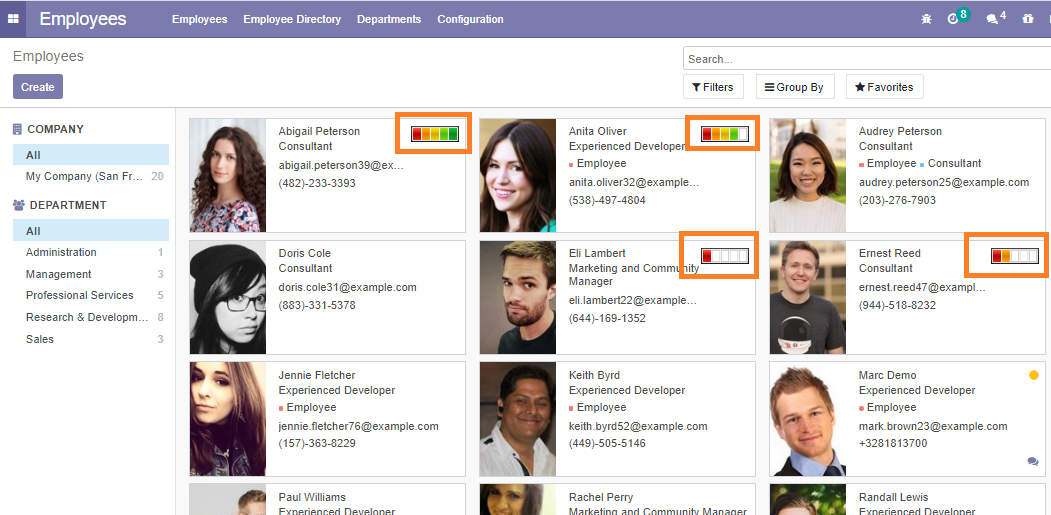 Employees Employees Employee Directory Departments Configuration 8 4
Employees
Search...
Create
Filters Group By Favorites
COMPANY
All
My Company (San Fr... 20
DEPARTMENT
All
Administration 1
Management 3
Professional Services 5
Research & Developm... 8
Sales 3
Abigail Peterson
Consultant
abigail.peterson39@ex...
(482)-233-3393
Anita Oliver
Experienced Developer
Employee
anita.oliver32@example...
(538)-497-4804
Audrey Peterson
Consultant
Employee Consultant
audrey.peterson25@example.com
(203)-276-7903
Doris Cole
Consultant
doris.cole31@example.com
(883)-331-5378
Eli Lambert
Marketing and Community
Manager
eli.lambert22@example...
(644)-169-1352
Ernest Reed
Consultant
ernest.reed47@exampl...
(944)-518-8232
Jennie Fletcher
Experienced Developer
Employee
jennie.fletcher76@example.com
(157)-363-8229
Keith Byrd
Experienced Developer
Employee
keith.byrd52@example.com
(449)-505-5146
Marc Demo
Experienced Developer
Employee
mark.brown23@example.com
+3281813700
Paul Williams
Experienced Developer
Rachel Perry
Marketing and Community Manager
Randall Lewis
Experienced Developer